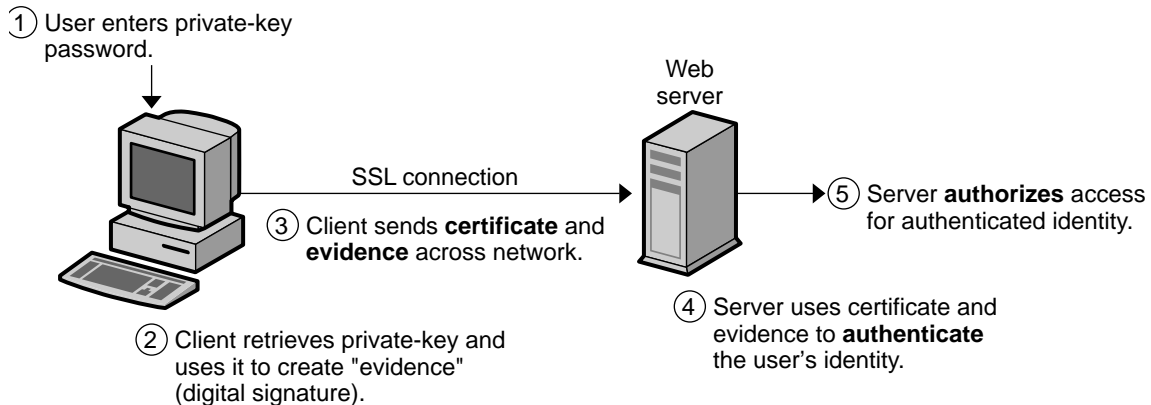 1 User enters private-key
password.
Web
server
SSL connection
3 Client sends certificate and
evidence across network.
5 Server authorizes access
for authenticated identity.
4 Server uses certificate and
evidence to authenticate
the user's identity.
2 Client retrieves private-key and
uses it to create "evidence"
(digital signature).